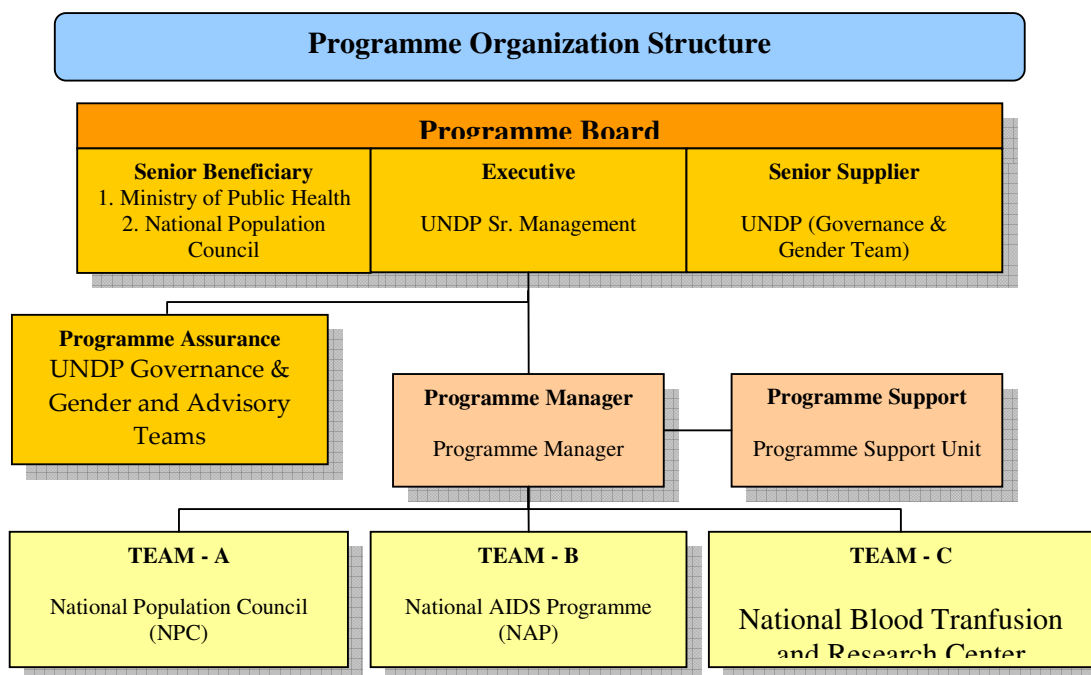 Programme Organization Structure
Programme Board
Senior Beneficiary
1. Ministry of Public Health
2. National Population
Council
Executive
UNDP Sr. Management
Senior Supplier
UNDP (Governance &
Gender Team)
Programme Assurance
UNDP Governance &
Gender and Advisory
Teams
Programme Manager
Programme Manager
Programme Support
Programme Support Unit
TEAM - A
National Population Council
(NPC)
TEAM - B
National AIDS Programme
(NAP)
TEAM - C
National Blood Tranfusion
and Research Center